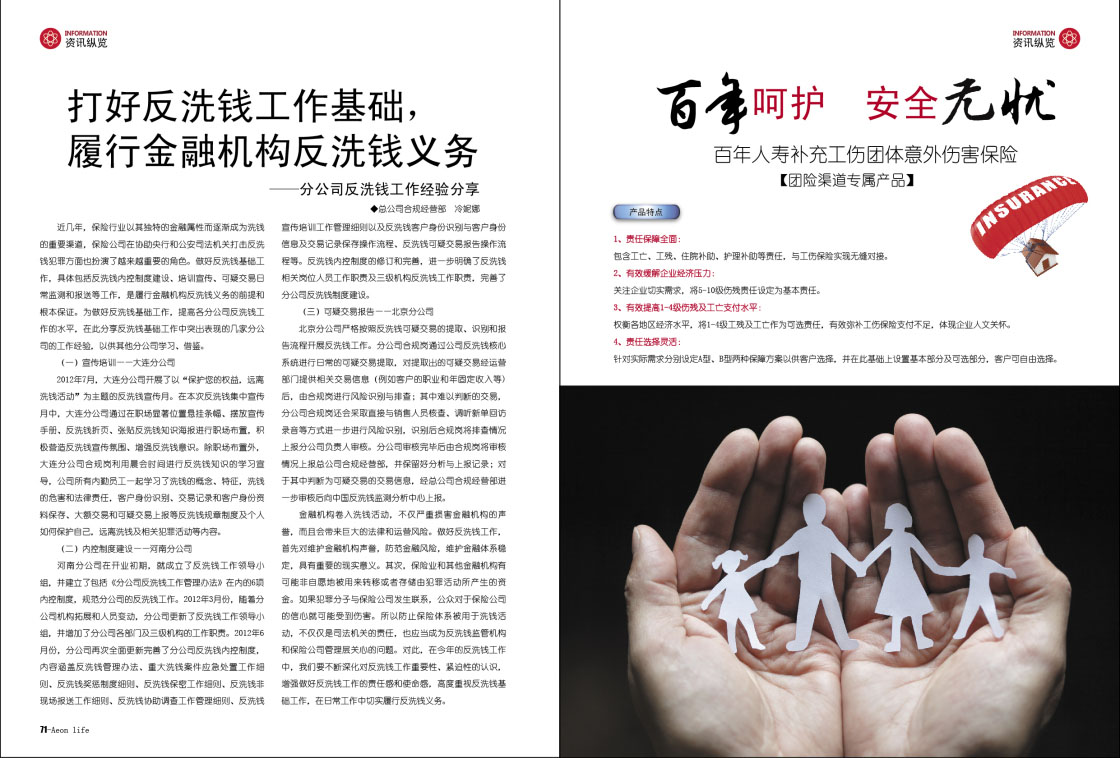 INFORMATION
资讯纵览
打好反洗钱工作基础，
履行金融机构反洗钱义务
——分公司反洗钱工作经验分享
◆总公司合规经营部　冷妮娜
近几年，保险行业以其独特的金融属性而逐渐成为洗钱
的重要渠道，保险公司在协助央行和公安司法机关打击反洗
钱犯罪方面也扮演了越来越重要的角色。做好反洗钱基础工
作，具体包括反洗钱内控制度建设、培训宣传、可疑交易日
常监测和报送等工作，是履行金融机构反洗钱义务的前提和
根本保证。为做好反洗钱基础工作，提高各分公司反洗钱工
作的水平，在此分享反洗钱基础工作中突出表现的几家分公
司的工作经验，以供其他分公司学习、借鉴。
（一）宣传培训——大连分公司
2012年7月，大连分公司开展了以“保护您的权益，远离
洗钱活动”为主题的反洗钱宣传月。在本次反洗钱集中宣传
月中，大连分公司通过在职场显著位置悬挂条幅、摆放宣传
手册、反洗钱折页、张贴反洗钱知识海报进行职场布置，积
极营造反洗钱宣传氛围，增强反洗钱意识。除职场布置外，
大连分公司合规岗利用晨会时间进行反洗钱知识的学习宣
导，公司所有内勤员工一起学习了洗钱的概念、特征，洗钱
的危害和法律责任，客户身份识别、交易记录和客户身份资
料保存、大额交易和可疑交易上报等反洗钱规章制度及个人
如何保护自己，远离洗钱及相关犯罪活动等内容。
（二）内控制度建设——河南分公司
河南分公司在开业初期，就成立了反洗钱工作领导小
组，并建立了包括《分公司反洗钱工作管理办法》在内的6项
内控制度，规范分公司的反洗钱工作。2012年3月份，随着分
公司机构拓展和人员变动，分公司更新了反洗钱工作领导小
组，并增加了分公司各部门及三级机构的工作职责。2012年6
月份，分公司再次全面更新完善了分公司反洗钱内控制度，
内容涵盖反洗钱管理办法、重大洗钱案件应急处置工作细
则、反洗钱奖惩制度细则、反洗钱保密工作细则、反洗钱非
现场报送工作细则、反洗钱协助调查工作管理细则、反洗钱
宣传培训工作管理细则以及反洗钱客户身份识别与客户身份
信息及交易记录保存操作流程，反洗钱可疑交易报告操作流
程等。反洗钱内控制度的修订和完善，进一步明确了反洗钱
相关岗位人员工作职责及三级机构反洗钱工作职责，完善了
分公司反洗钱制度建设。
（三）可疑交易报告——北京分公司
北京分公司严格按照反洗钱可疑交易的提取、识别和报
告流程开展反洗钱工作。分公司合规岗通过公司反洗钱核心
系统进行日常的可疑交易提取，对提取出的可疑交易经运营
部门提供相关交易信息（例如客户的职业和年固定收入等）
后，由合规岗进行风险识别与排查；其中难以判断的交易，
分公司合规岗还会采取直接与销售人员核查、调听新单回访
录音等方式进一步进行风险识别，识别后合规岗将排查情况
上报分公司负责人审核。分公司审核完毕后由合规岗将审核
情况上报总公司合规经营部，并保留好分析与上报记录；对
于其中判断为可疑交易的交易信息，经总公司合规经营部进
一步审核后向中国反洗钱监测分析中心上报。
金融机构卷入洗钱活动，不仅严重损害金融机构的声
誉，而且会带来巨大的法律和运营风险。做好反洗钱工作，
首先对维护金融机构声誉，防范金融风险，维护金融体系稳
定，具有重要的现实意义。其次，保险业和其他金融机构有
可能非自愿地被用来转移或者存储由犯罪活动所产生的资
金。如果犯罪分子与保险公司发生联系，公众对于保险公司
的信心就可能受到伤害。所以防止保险体系被用于洗钱活
动，不仅仅是司法机关的责任，也应当成为反洗钱监管机构
和保险公司管理层关心的问题。对此，在今年的反洗钱工作
中，我们要不断深化对反洗钱工作重要性、紧迫性的认识，
增强做好反洗钱工作的责任感和使命感，高度重视反洗钱基
础工作，在日常工作中切实履行反洗钱义务。
71-Aeon life
INFORMATION
资讯纵览
百年呵护　安全无忧
百年人寿补充工伤团体意外伤害保险
【团险渠道专属产品】
INSURANCE
产品特点
1、责任保障全面：
包含工亡、工残、住院补助、护理补助等责任，与工伤保险实现无缝对接。
2、有效缓解企业经济压力：
关注企业切实需求，将5-10级伤残责任设定为基本责任。
3、有效提高1-4级伤残及工亡支付水平：
权衡各地区经济水平，将1-4级工残及工亡作为可选责任，有效弥补工伤保险支付不足，体现企业人文关怀。
4、责任选择灵活：
针对实际需求分别设定A型、B型两种保障方案以供客户选择，并在此基础上设置基本部分及可选部分，客户可自由选择。